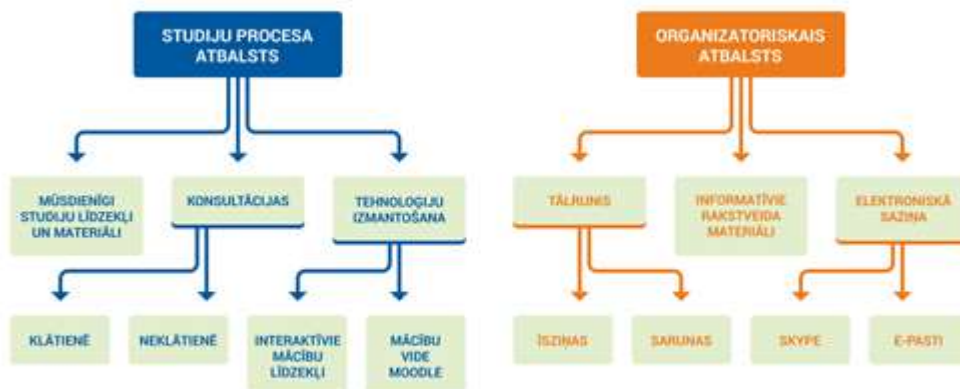 STUDIJU PROCESA
ATBALSTS
ORGANIZATORISKAIS
ATBALSTS
MŪSDIENĪGI
STUDIJU LĪDZEKĻI
UN MATERIĀLI
KONSULTĀCIJAS
TEHNOLOĢIJU
IZMANTOŠANA
TĀLRUNIS
INFORMATĪVIE
RAKSTVEIDA
MATERIĀLI
ELEKTRONISKĀ
SAZIŅA
KLĀTIENĒ
NEKLĀTIENĒ
INTERAKTĪVIE
MĀCĪBU
LĪDZEKĻI
MĀCĪBU
VIDE
MOODLE
ĪSZIŅAS
SARUNAS
SKYPE
E-PASTI